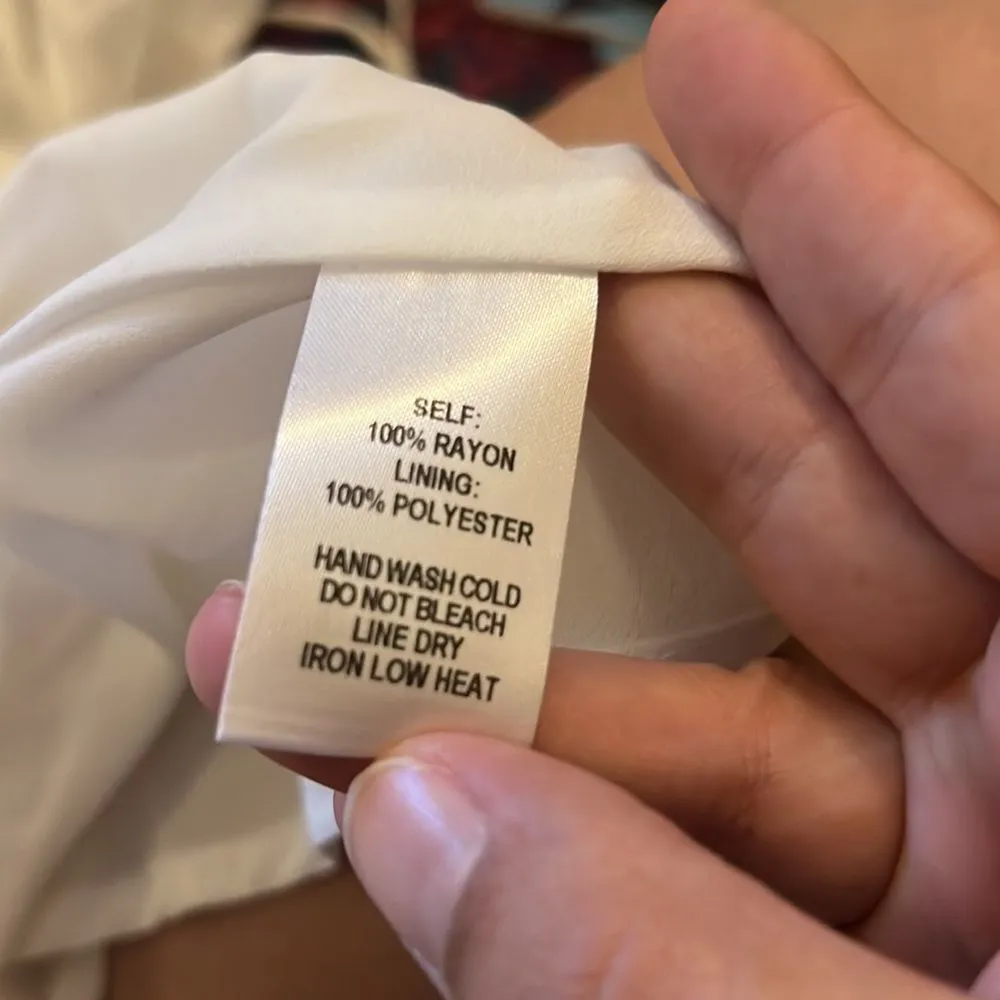 SELF:
100% RAYON
LINING:
100% POLYESTER
HAND WASH COLD
DO NOT BLEACH
LINE DRY
IRON LOW HEAT